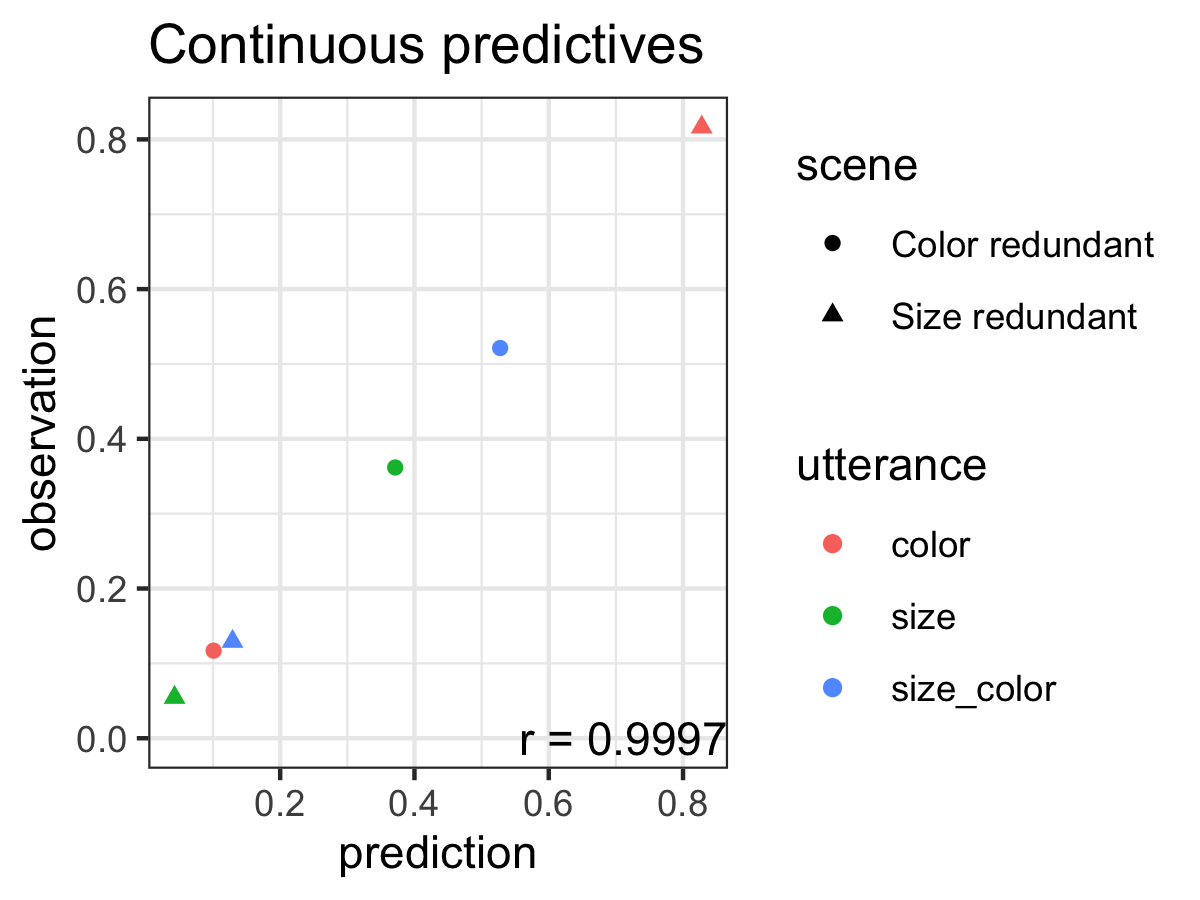 Continuous predictives
observation
0.8
0.6
0.4
0.2
0.0
r = 0.9997
0.2 0.4 0.6 0.8
prediction
scene
Color redundant
Size redundant
utterance
color
size
size_color